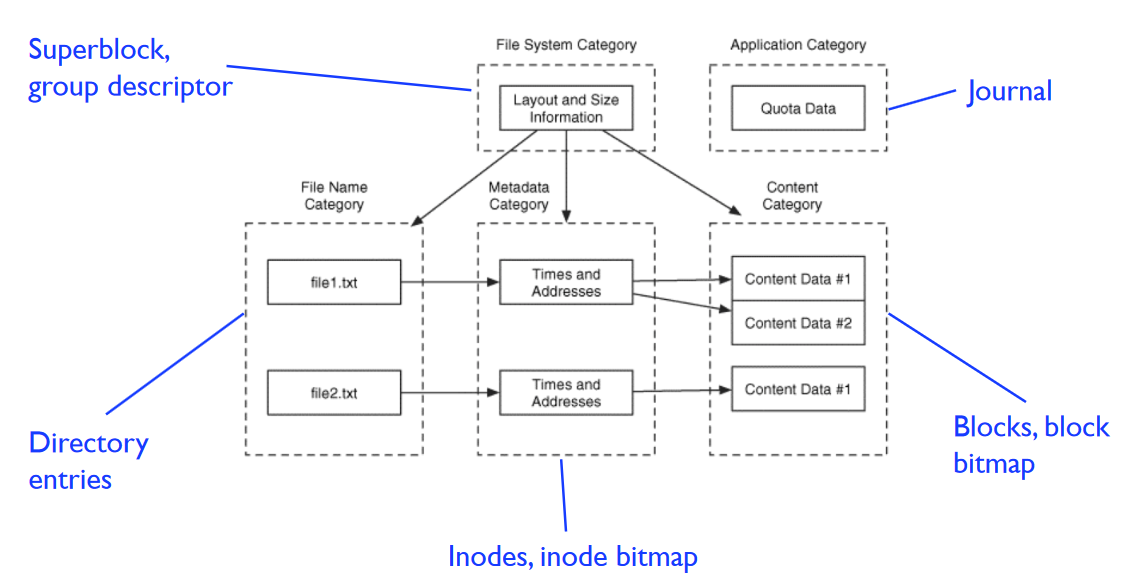 Superblock,
group descriptor
File System Category
Layout and Size
Information
Application Category
Quota Data
Journal
File Name
Category
Metadata
Category
Content
Category
file1.txt
Times and
Addresses
Content Data #1
Content Data #2
file2.txt
Times and
Addresses
Content Data #1
Directory
entries
Inodes, inode bitmap
Blocks, block
bitmap